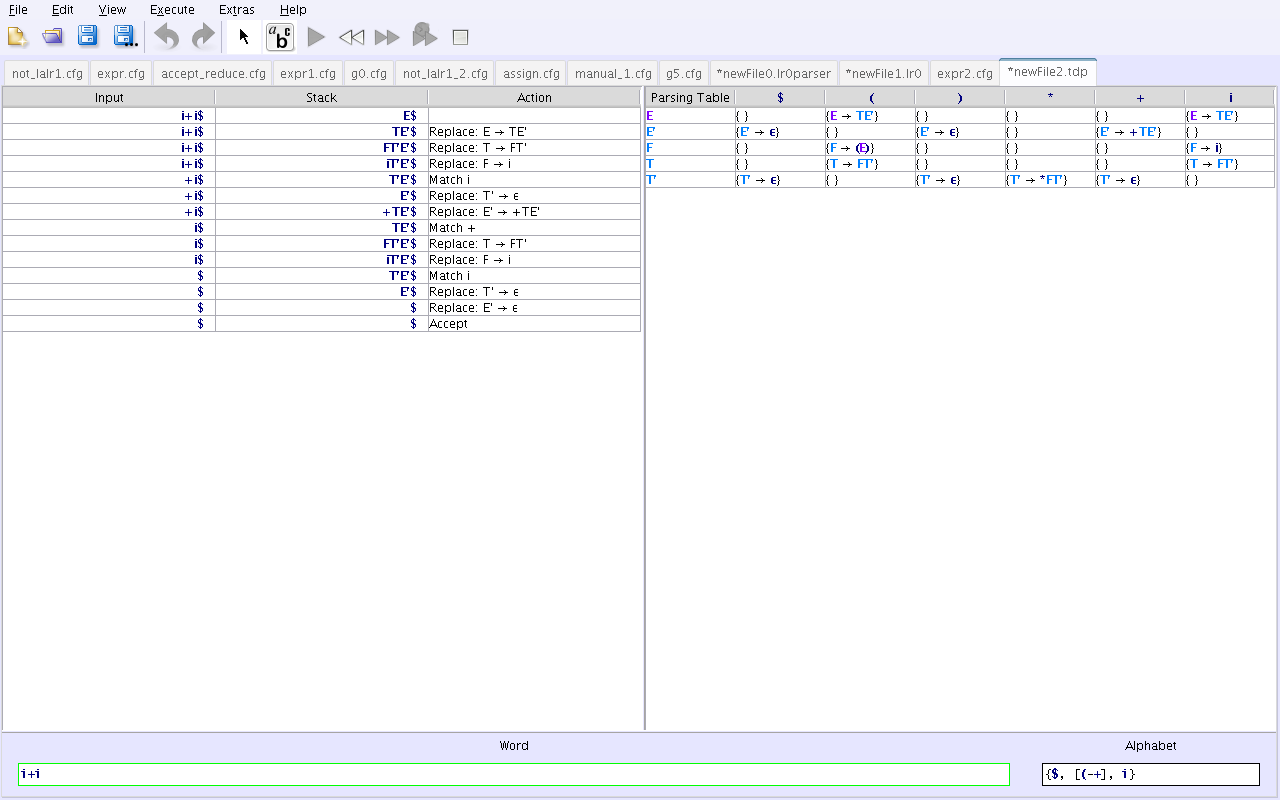 File Edit View Execute Extras Help
not_lalr1.cfg expr.cfg accept_reduce.cfg expr1.cfg g0.cfg not_lalr1_2.cfg assign.cfg manual_1.cfg g5.cfg *newFile0.lr0parser *newFile1.lr0 expr2.cfg *newFile2.tdp
Input Stack Action
i+i$ E$
i+i$ TE'$ Replace: E → TE'
i+i$ FT'E'$ Replace: T → FT'
i+i$ iT'E'$ Replace: F → i
+i$ T'E'$ Match i
+i$ E'$ Replace: T' → ϵ
+i$ +TE'$ Replace: E' → +TE'
i$ TE'$ Match +
i$ FT'E'$ Replace: T → FT'
i$ iT'E'$ Replace: F → i
$ T'E'$ Match i
$ E'$ Replace: T' → ϵ
$ $ Replace: E' → ϵ
$ $ Accept
Parsing Table $ ( ) * + i
E { } {E → TE'} { } { } { } {E → TE'}
E' {E' → ϵ} { } {E' → ϵ} { } {E' → +TE'} { }
F { } {F → (E)} { } { } { } {F → i}
T { } {T → FT'} { } { } { } {T → FT'}
T' {T' → ϵ} { } {T' → ϵ} {T' → *FT'} {T' → ϵ} { }
Word
i+i
Alphabet
{$, [(-+], i}